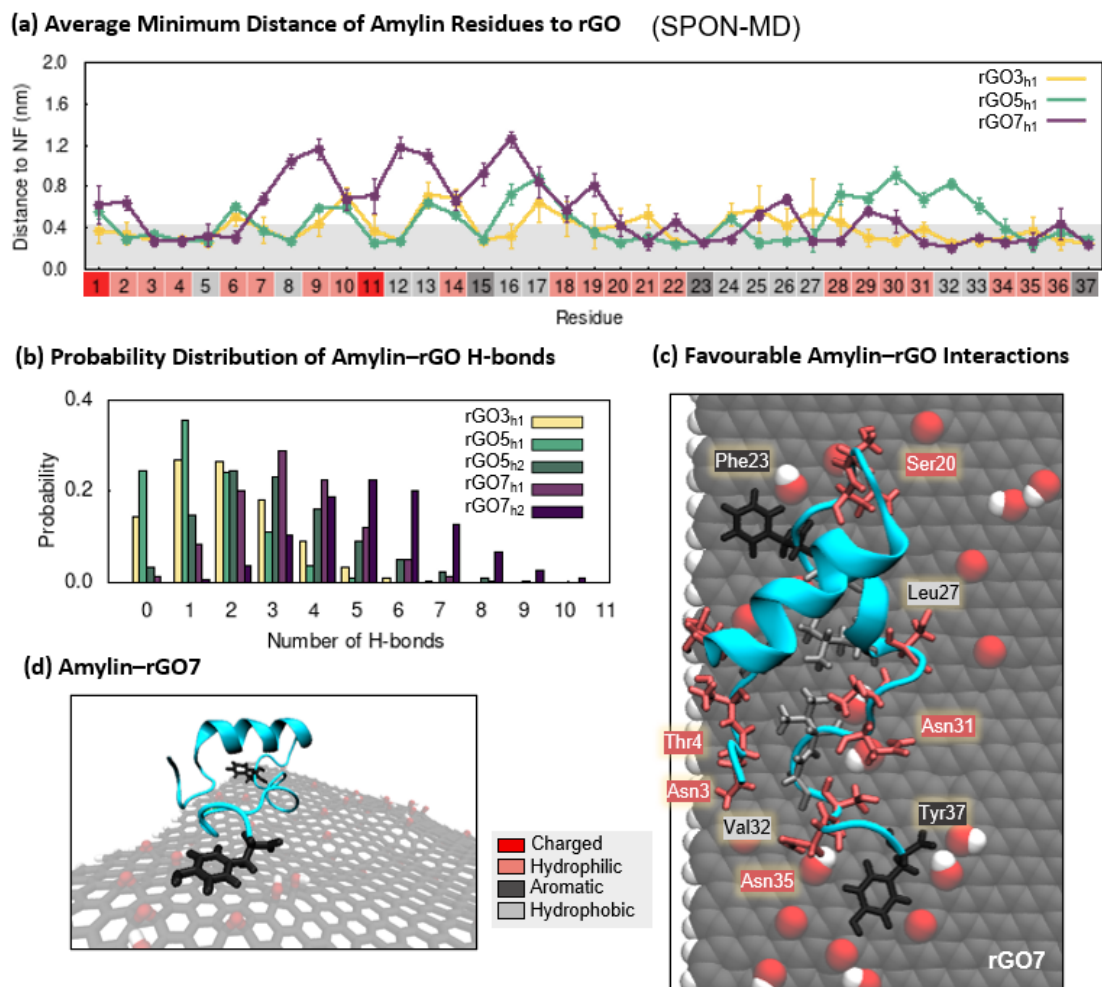 (a) Average Minimum Distance of Amylin Residues to rGO (SPON-MD)
2.0
1.6
1.2
0.8
0.4
0.0
Distance to NF (nm)
rGO3h1
rGO5h1
rGO7h1
1 2 3 4 5 6 7 8 9 10 11 12 13 14 15 16 17 18 19 20 21 22 23 24 25 26 27 28 29 30 31 32 33 34 35 36 37
Residue
(b) Probability Distribution of Amylin–rGO H-bonds
0.4
0.2
0.0
Probability
rGO3h1
rGO5h1
rGO5h2
rGO7h1
rGO7h2
0 1 2 3 4 5 6 7 8 9 10 11
Number of H-bonds
(c) Favourable Amylin–rGO Interactions
Phe23
Ser20
Leu27
Thr4
Asn31
Asn3
Val32
Tyr37
Asn35
rGO7
(d) Amylin–rGO7
Charged
Hydrophilic
Aromatic
Hydrophobic